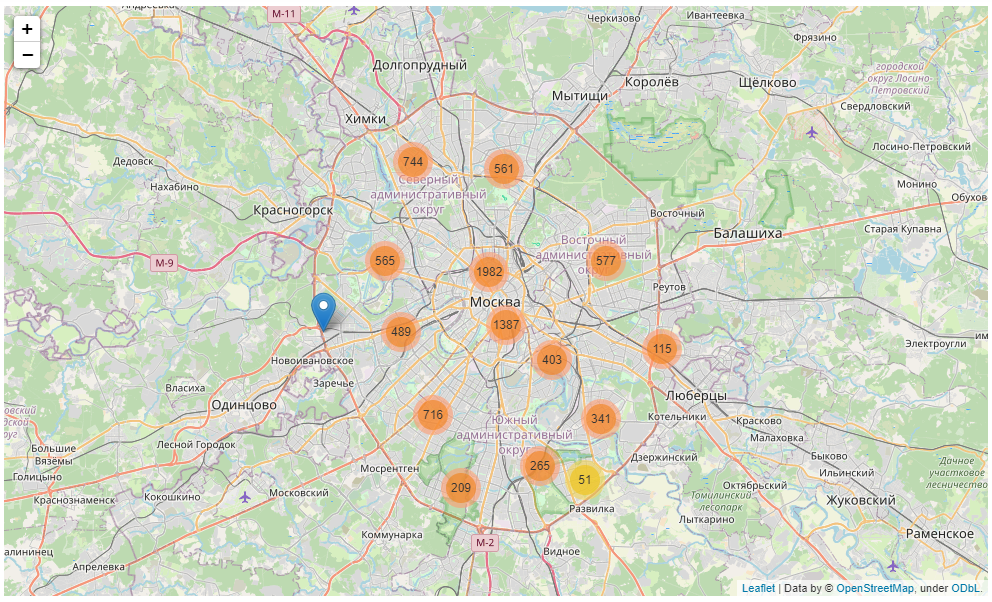 Андреевка
М-11
Черкизово
Ивантеевка
+
−
Фрязино
Долгопрудный
городской
округ Лосино-
Петровский
Королёв
Щёлково
Мытищи
Свердловский
Химки
Лосино-Петровский
Дедовск
744
561
Северный
административный
округ
Монино
Нахабино
Обухово
Красногорск
Восточный
Старая Купавна
Балашиха
Восточный
административный
округ
М-9
565
1982
577
Реутов
Москва
489
1387
115
Электроугли
им
Новоивановское
403
Заречье
Власиха
Люберцы
Одинцово
716
341
Котельники
Красково
Южный
административный
округ
Малаховка
Лесной Городок
Большие
Вязёмы
Дзержинский
Быково
Мосрентген
265
Ильинский
Дачное
участковое
лесничество
Голицыно
51
209
Октябрьский
Московский
Томилинский
лесопарк
Краснознаменск
Кокошкино
Жуковский
Развилка
Лыткарино
Коммунарка
М-2
Раменское
алининец
Видное
Апрелевка
Leaflet | Data by © OpenStreetMap, under ODbL.